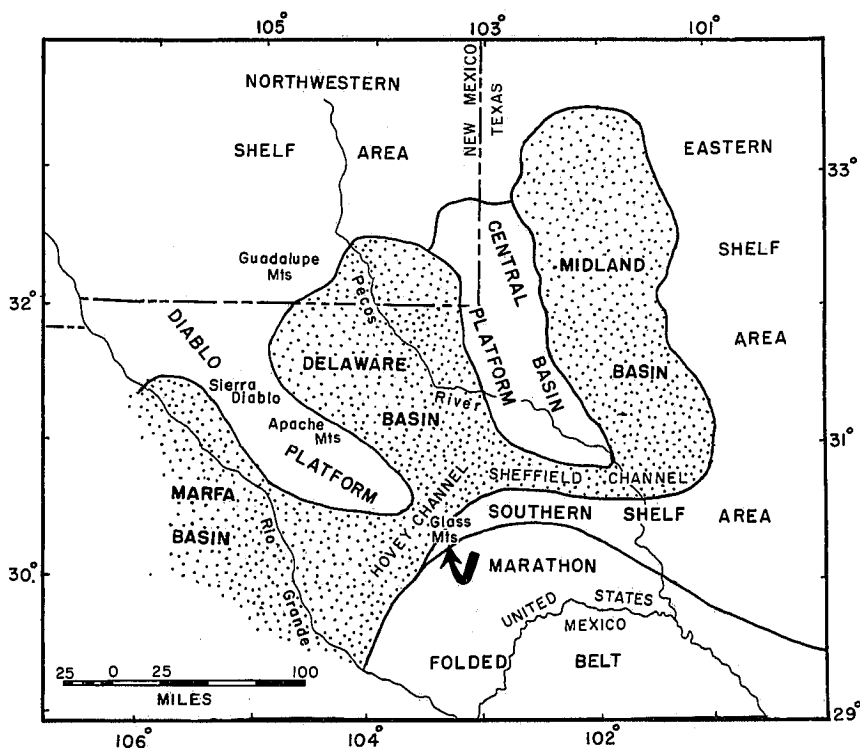 105° 103° 101°
NORTHWESTERN
NEW MEXICO
TEXAS
SHELF AREA
EASTERN
33°
CENTRAL
Guadalupe
Mts
MIDLAND
SHELF
32°
Pecos
DIABLO
PLATFORM
AREA
DELAWARE
BASIN
BASIN
Sierra
Diablo
River
BASIN
Apache
Mts
31°
PLATFORM
SHEFFIELD CHANNEL
MARFA
HOVEY CHANNEL
SOUTHERN SHELF AREA
Glass
Mts
BASIN
Rio
30°
MARATHON
UNITED STATES
Grande
MEXICO
FOLDED BELT
25 0 25 100
MILES
29°
106° 104° 102°